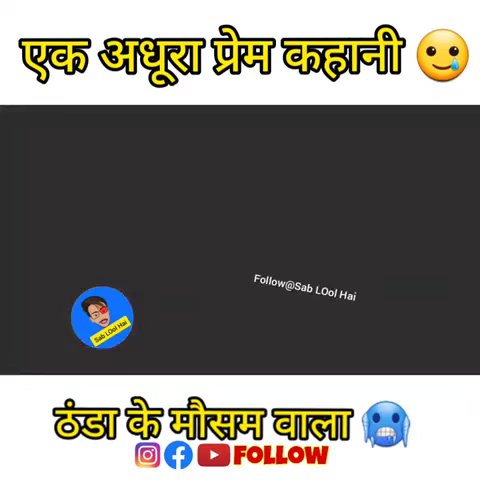 एक अधूरा प्रेम कहानी
Follow@Sab LOol Hai
Sab LOol Hai
ठंडा के मौसम वाला
FOLLOW